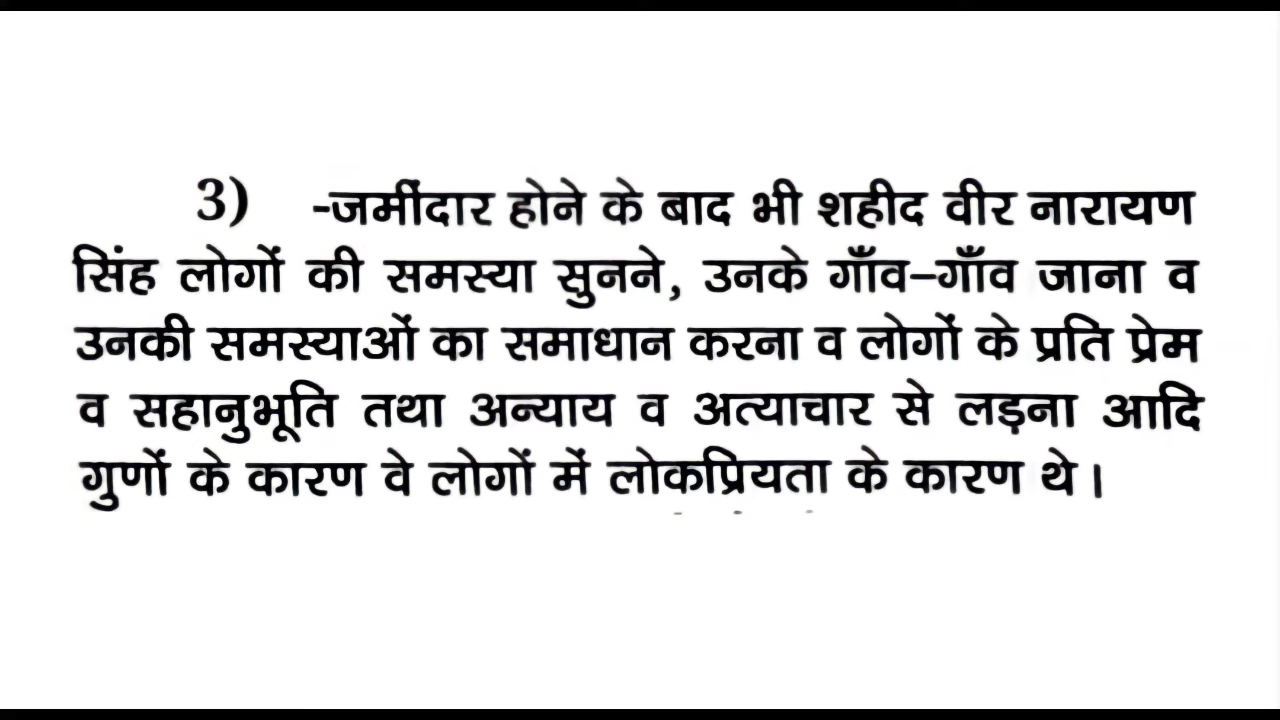 3) -जमींदार होने के बाद भी शहीद वीर नारायण
सिंह लोगों की समस्या सुनने, उनके गाँव–गाँव जाना व
उनकी समस्याओं का समाधान करना व लोगों के प्रति प्रेम
व सहानुभूति तथा अन्याय व अत्याचार से लड़ना आदि
गुणों के कारण वे लोगों में लोकप्रियता के कारण थे।